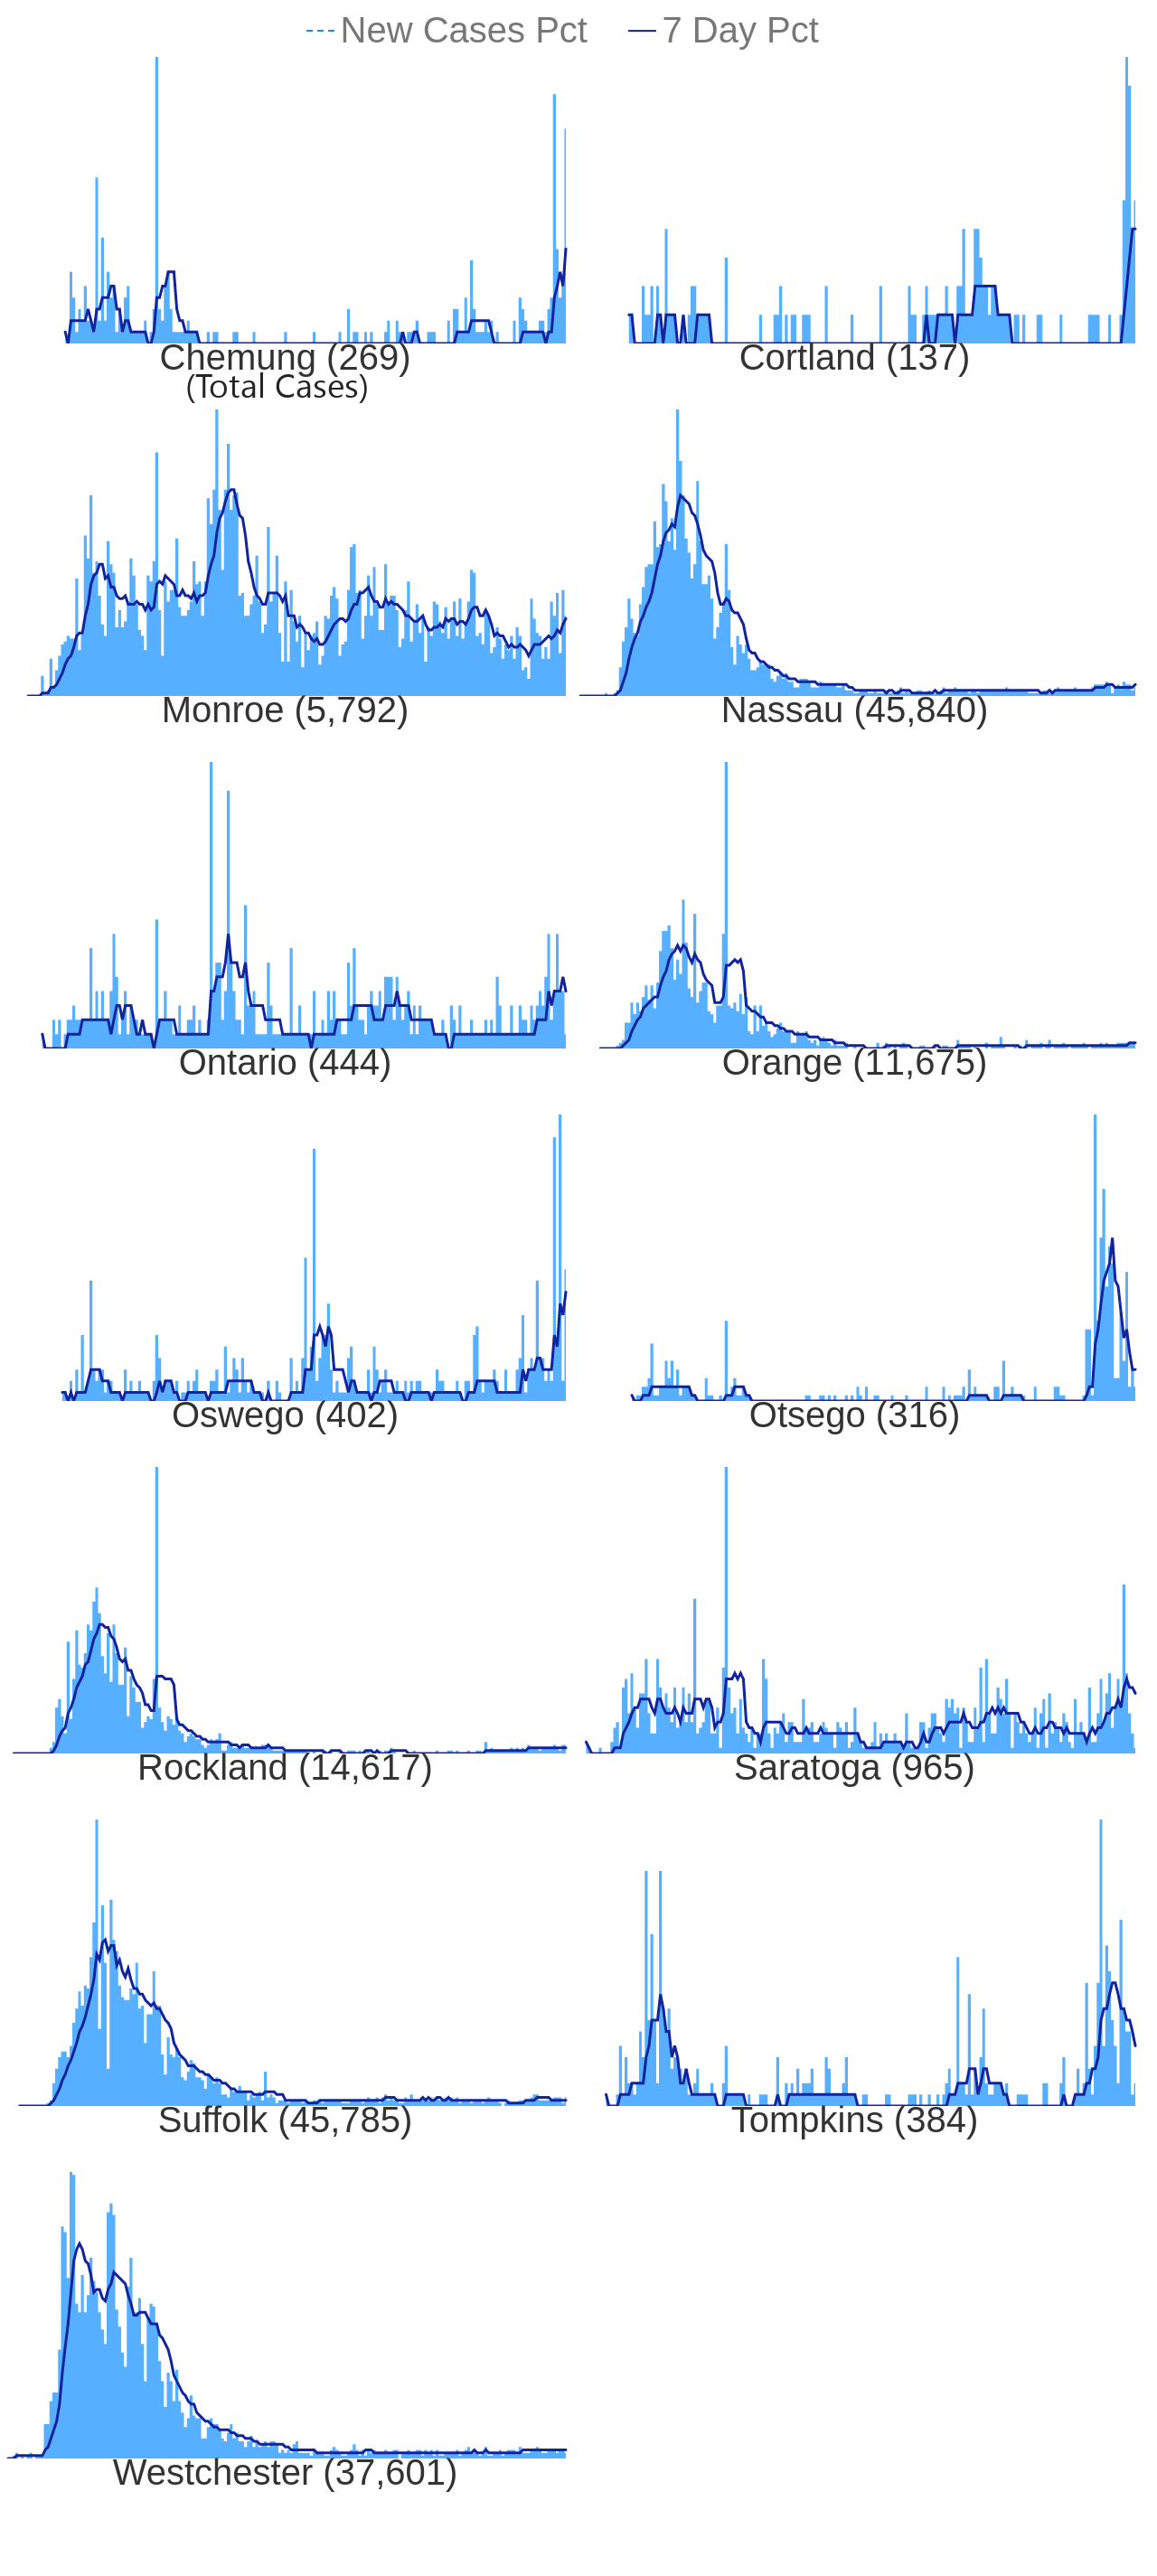 New Cases Pct 7 Day Pct
Chemung (269) Cortland (137)
(Total Cases)
Monroe (5,792) Nassau (45,840)
Ontario (444) Orange (11,675)
Oswego (402) Otsego (316)
Rockland (14,617) Saratoga (965)
Suffolk (45,785) Tompkins (384)
Westchester (37,601)